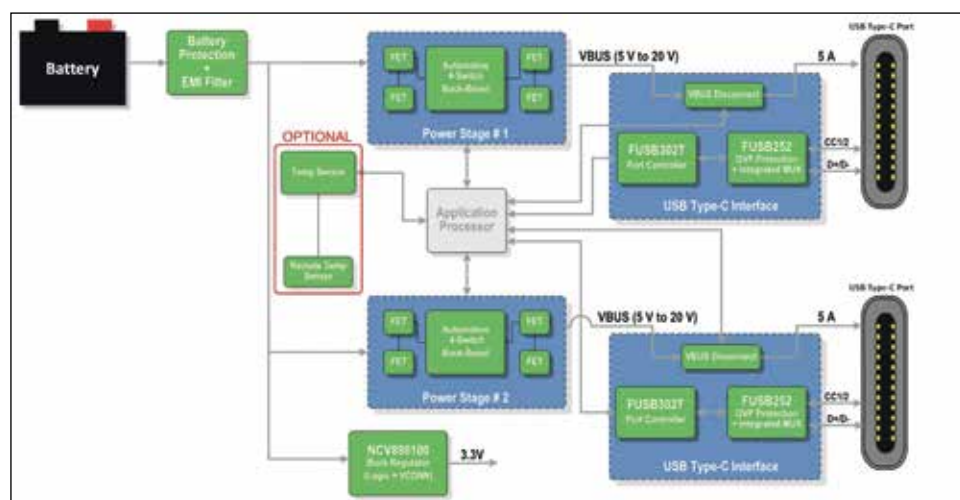 Battery
Battery
Protection
+
EMI Filter
FET
FET
Automotive
4-Switch
Buck-Boost
FET
FET
Power Stage # 1
VBUS (5 V to 20 V)
5 A
USB Type-C Port
VBUS Disconnect
FUSB302T
Port Controller
FUSB252
OVP Protection
+ Integrated MUX
USB Type-C Interface
CC1/2
D+/D-
OPTIONAL
Temp Sensor
Remote Temp
Sensor
Application
Processor
FET
FET
Automotive
4-Switch
Buck-Boost
FET
FET
Power Stage # 2
VBUS (5 V to 20 V)
5 A
USB Type-C Port
VBUS Disconnect
FUSB302T
Port Controller
FUSB252
OVP Protection
+ Integrated MUX
USB Type-C Interface
CC1/2
D+/D-
NCV890100
Buck Regulator
(Logic + VCONN)
3.3V